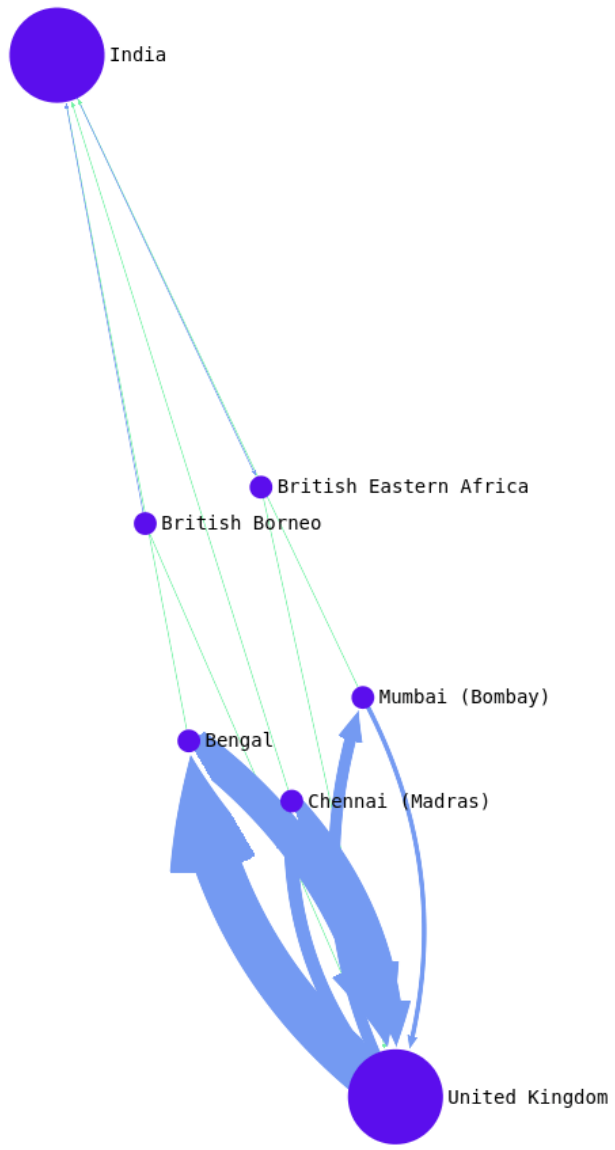 India
British Eastern Africa
British Borneo
Mumbai (Bombay)
Bengal
Chennai (Madras)
United Kingdom